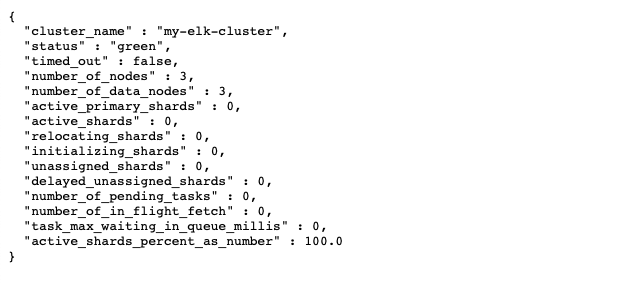 {
  "cluster_name" : "my-elk-cluster",
  "status" : "green",
  "timed_out" : false,
  "number_of_nodes" : 3,
  "number_of_data_nodes" : 3,
  "active_primary_shards" : 0,
  "active_shards" : 0,
  "relocating_shards" : 0,
  "initializing_shards" : 0,
  "unassigned_shards" : 0,
  "delayed_unassigned_shards" : 0,
  "number_of_pending_tasks" : 0,
  "number_of_in_flight_fetch" : 0,
  "task_max_waiting_in_queue_millis" : 0,
  "active_shards_percent_as_number" : 100.0
}